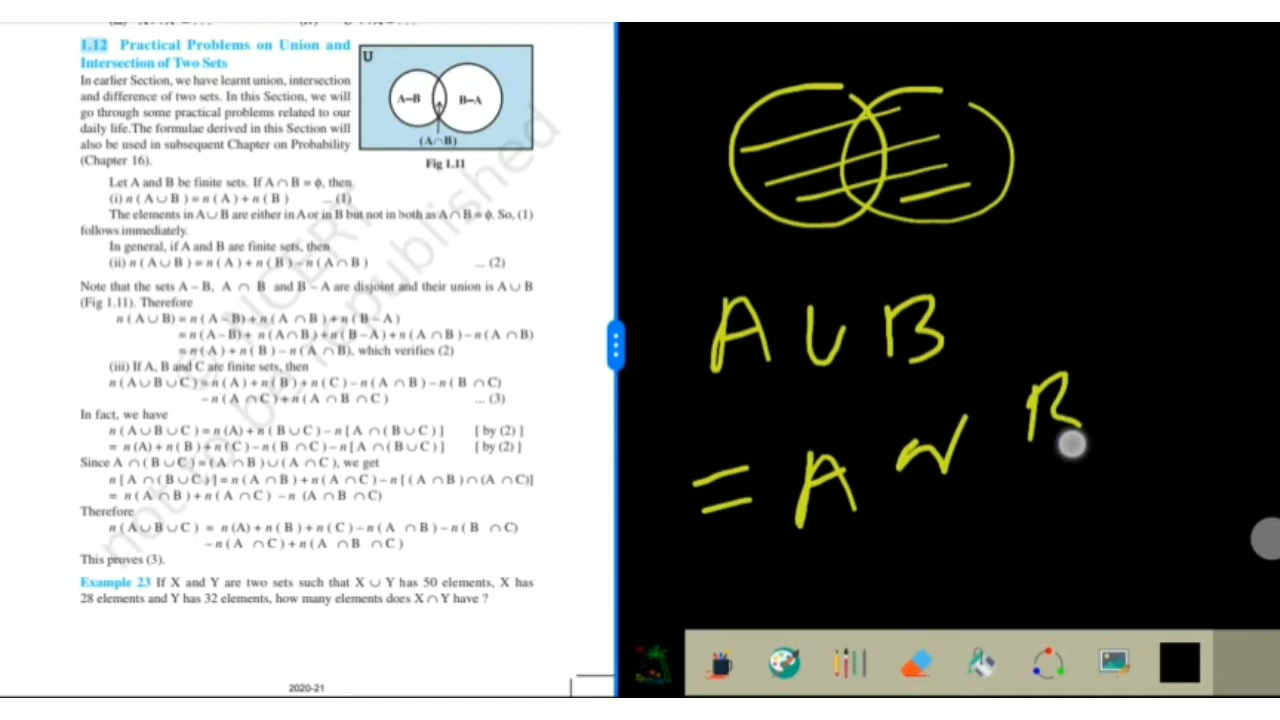 1.12 Practical Problems on Union and
Intersection of Two Sets
In earlier Section, we have learnt union, intersection
and difference of two sets. In this Section, we will
go through some practical problems related to our
daily life.The formulae derived in this Section will
also be used in subsequent Chapter on Probability
(Chapter 16).
U
A–B
B–A
(A∩B)
Fig 1.11
Let A and B be finite sets. If A ∩ B = φ, then
(i) n ( A ∪ B ) = n ( A ) + n ( B ) ... (1)
The elements in A ∪ B are either in A or in B but not in both as A ∩ B = φ. So, (1)
follows immediately.
In general, if A and B are finite sets, then
(ii) n ( A ∪ B ) = n ( A ) + n ( B ) – n ( A ∩ B ) ... (2)
Note that the sets A – B, A ∩ B and B – A are disjoint and their union is A ∪ B
(Fig 1.11). Therefore
n ( A ∪ B) = n ( A – B) + n ( A ∩ B ) + n ( B – A )
= n ( A – B) + n ( A ∩ B ) + n ( B – A ) + n ( A ∩ B ) – n ( A ∩ B)
= n ( A ) + n ( B ) – n ( A ∩ B), which verifies (2)
(iii) If A, B and C are finite sets, then
n ( A ∪ B ∪ C ) = n ( A ) + n ( B ) + n ( C ) – n ( A ∩ B ) – n ( B ∩ C)
– n ( A ∩ C ) + n ( A ∩ B ∩ C ) ... (3)
In fact, we have
n ( A ∪ B ∪ C ) = n (A) + n ( B ∪ C ) – n [ A ∩ ( B ∪ C ) ] [ by (2) ]
= n (A) + n ( B ) + n ( C ) – n ( B ∩ C ) – n [ A ∩ ( B ∪ C ) ] [ by (2) ]
Since A ∩ ( B ∪ C ) = ( A ∩ B ) ∪ ( A ∩ C ), we get
n [ A ∩ ( B ∪ C ) ] = n ( A ∩ B ) + n ( A ∩ C ) – n [ ( A ∩ B ) ∩ (A ∩ C)]
= n ( A ∩ B ) + n ( A ∩ C ) – n (A ∩ B ∩ C)
Therefore
n ( A ∪ B ∪ C ) = n (A) + n ( B ) + n ( C ) – n ( A ∩ B ) – n ( B ∩ C)
– n ( A ∩ C ) + n ( A ∩ B ∩ C )
This proves (3).
Example 23 If X and Y are two sets such that X ∪ Y has 50 elements, X has
28 elements and Y has 32 elements, how many elements does X ∩ Y have ?
2020-21
© NCERT
not to be republished
A ∪ B
= A